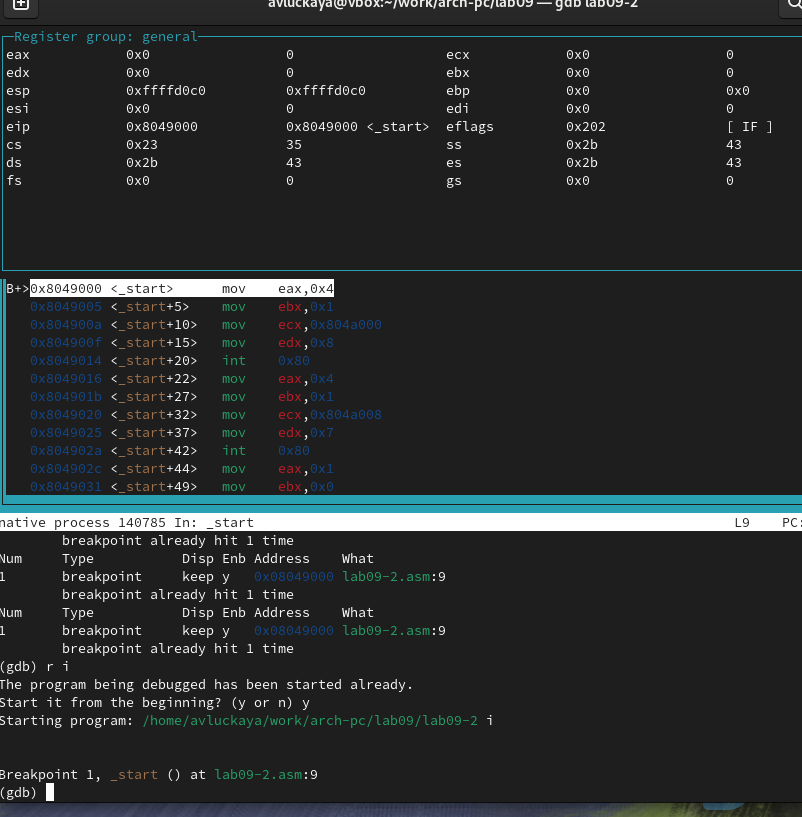 avluckaya@vbox:~/work/arch-pc/lab09 — gdb lab09-2
Register group: general
eax 0x0 0 ecx 0x0 0
edx 0x0 0 ebx 0x0 0
esp 0xffffd0c0 0xffffd0c0 ebp 0x0 0x0
esi 0x0 0 edi 0x0 0
eip 0x8049000 0x8049000 <_start> eflags 0x202 [ IF ]
cs 0x23 35 ss 0x2b 43
ds 0x2b 43 es 0x2b 43
fs 0x0 0 gs 0x0 0
B+>0x8049000 <_start> mov eax,0x4
0x8049005 <_start+5> mov ebx,0x1
0x804900a <_start+10> mov ecx,0x804a000
0x804900f <_start+15> mov edx,0x8
0x8049014 <_start+20> int 0x80
0x8049016 <_start+22> mov eax,0x4
0x804901b <_start+27> mov ebx,0x1
0x8049020 <_start+32> mov ecx,0x804a008
0x8049025 <_start+37> mov edx,0x7
0x804902a <_start+42> int 0x80
0x804902c <_start+44> mov eax,0x1
0x8049031 <_start+49> mov ebx,0x0
native process 140785 In: _start L9 PC:
breakpoint already hit 1 time
Num Type Disp Enb Address What
1 breakpoint keep y 0x08049000 lab09-2.asm:9
breakpoint already hit 1 time
Num Type Disp Enb Address What
1 breakpoint keep y 0x08049000 lab09-2.asm:9
breakpoint already hit 1 time
(gdb) r i
The program being debugged has been started already.
Start it from the beginning? (y or n) y
Starting program: /home/avluckaya/work/arch-pc/lab09/lab09-2 i
Breakpoint 1, _start () at lab09-2.asm:9
(gdb)